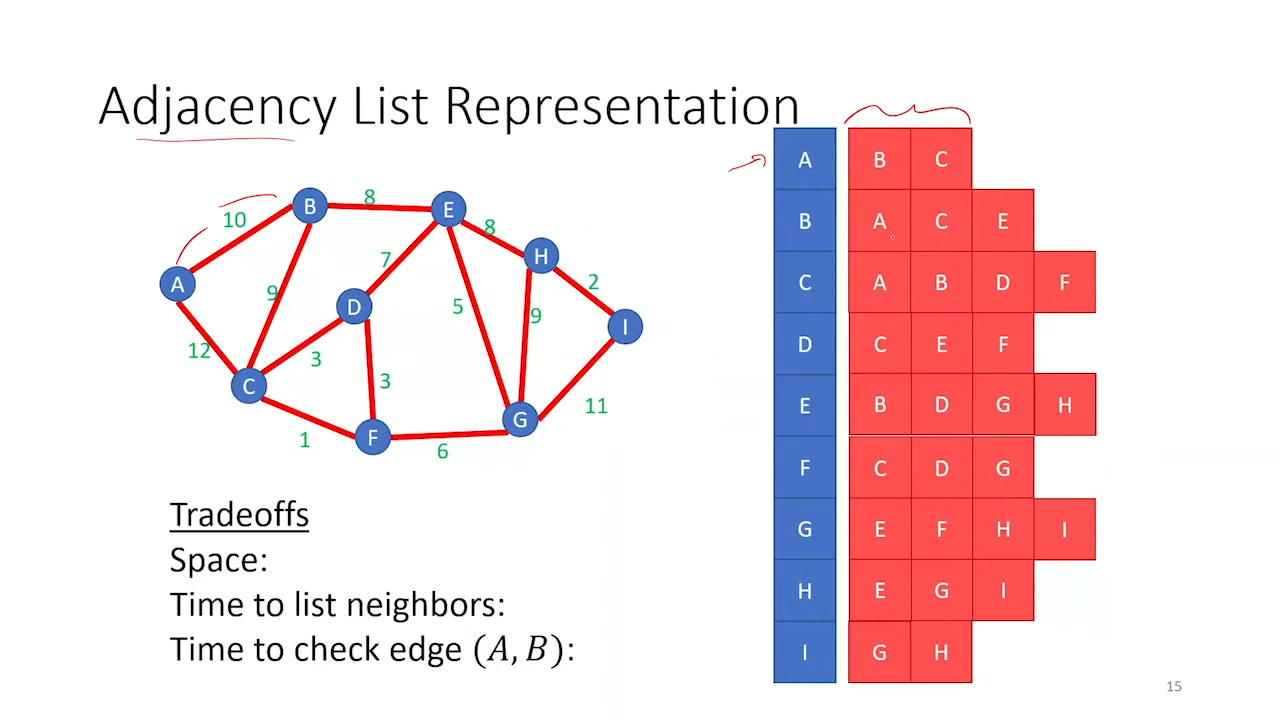 Adjacency List Representation
A B C
B A C E
C A B D F
D C E F
E B D G H
F C D G
G E F H I
H E G I
I G H
B 8 E
10 8
A 9 7 H 2
D 5 9 I
12 3
C 3
1 F 6 G 11
Tradeoffs
Space:
Time to list neighbors:
Time to check edge (A, B):
15